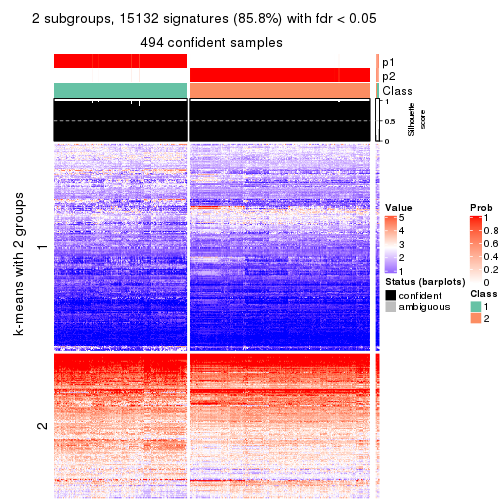 2 subgroups, 15132 signatures (85.8%) with fdr < 0.05
494 confident samples
p1
p2
Class
1
0.5
0
Silhouette
score
k-means with 2 groups
1
2
Value
5
4
3
2
1
Prob
1
0.8
0.6
0.4
0.2
0
Status (barplots)
confident
ambiguous
Class
1
2